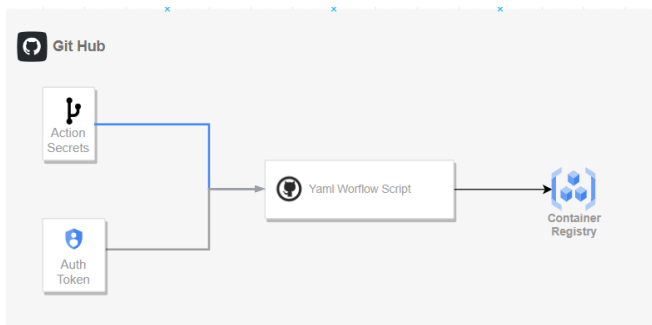 Git Hub
Action
Secrets
Yaml Worflow Script
Container
Registry
Auth
Token